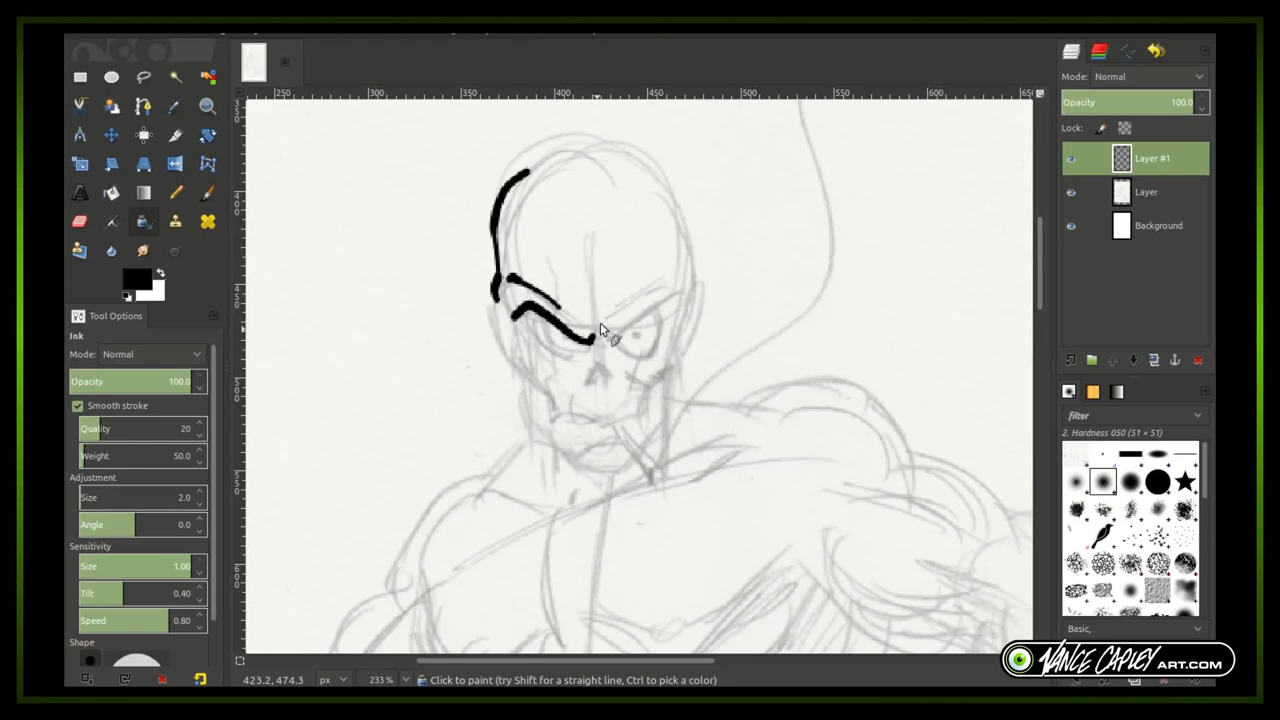 250 300 350 400 450 500 550 600 650
Mode: Normal
Opacity 100.0
Lock:
Layer #1
Layer
Background
Tool Options
Ink
Mode: Normal
Opacity 100.0
Smooth stroke
Quality 20
Weight 50.0
Adjustment
Size 2.0
Angle 0.0
Sensitivity
Size 1.00
Tilt 0.40
Speed 0.80
Shape
filter
2. Hardness 050 (51 × 51)
Basic,
423.2, 474.3 px 233 % Click to paint (try Shift for a straight line, Ctrl to pick a color)
VANCE CAPLEY ART.COM